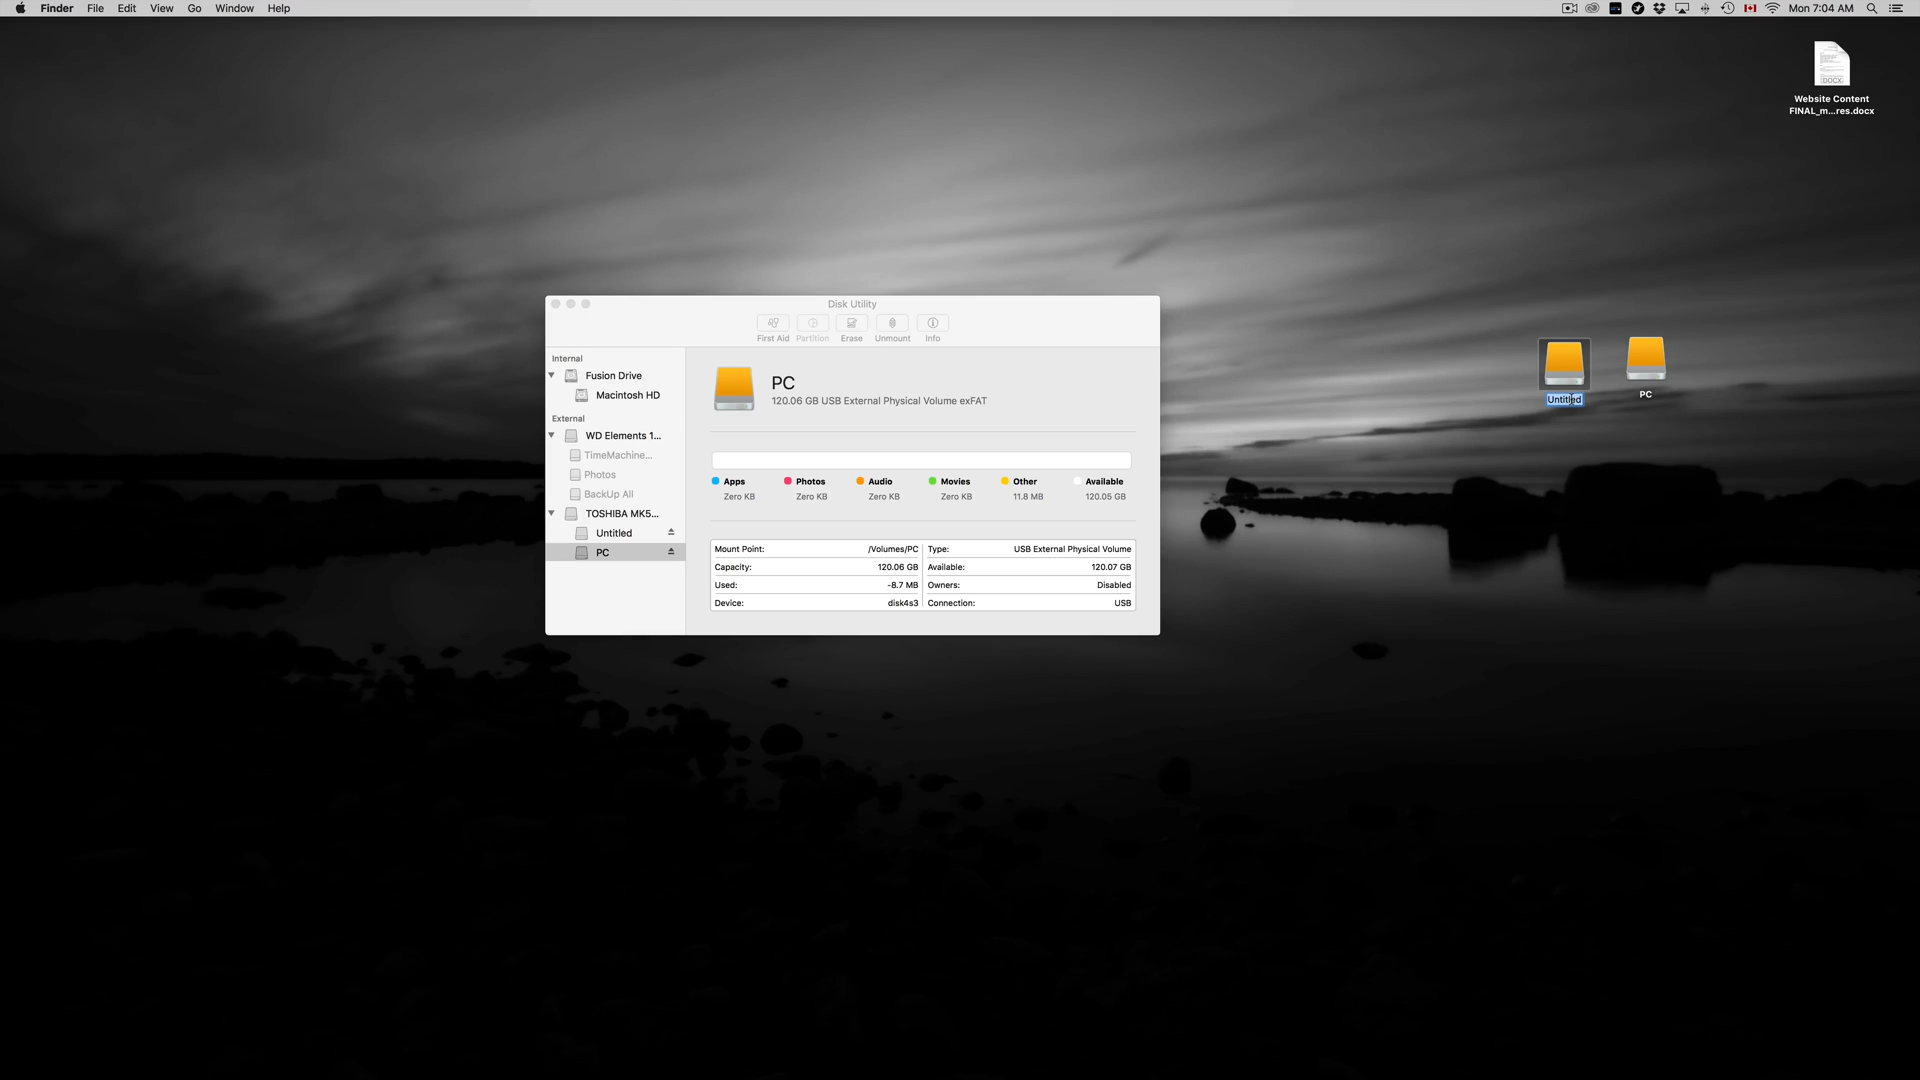 Finder File Edit View Go Window Help Mon 7:04 AM
DOCX
Website Content
FINAL_m...res.docx
Disk Utility
First Aid Partition Erase Unmount Info
Internal
Fusion Drive
Macintosh HD
External
WD Elements 1...
TimeMachine...
Photos
BackUp All
TOSHIBA MK5...
Untitled
PC
PC
120.06 GB USB External Physical Volume exFAT
Apps Photos Audio Movies Other Available
Zero KB Zero KB Zero KB Zero KB 11.8 MB 120.05 GB
Mount Point: /Volumes/PC Type: USB External Physical Volume
Capacity: 120.06 GB Available: 120.07 GB
Used: -8.7 MB Owners: Disabled
Device: disk4s3 Connection: USB
Untitled
PC